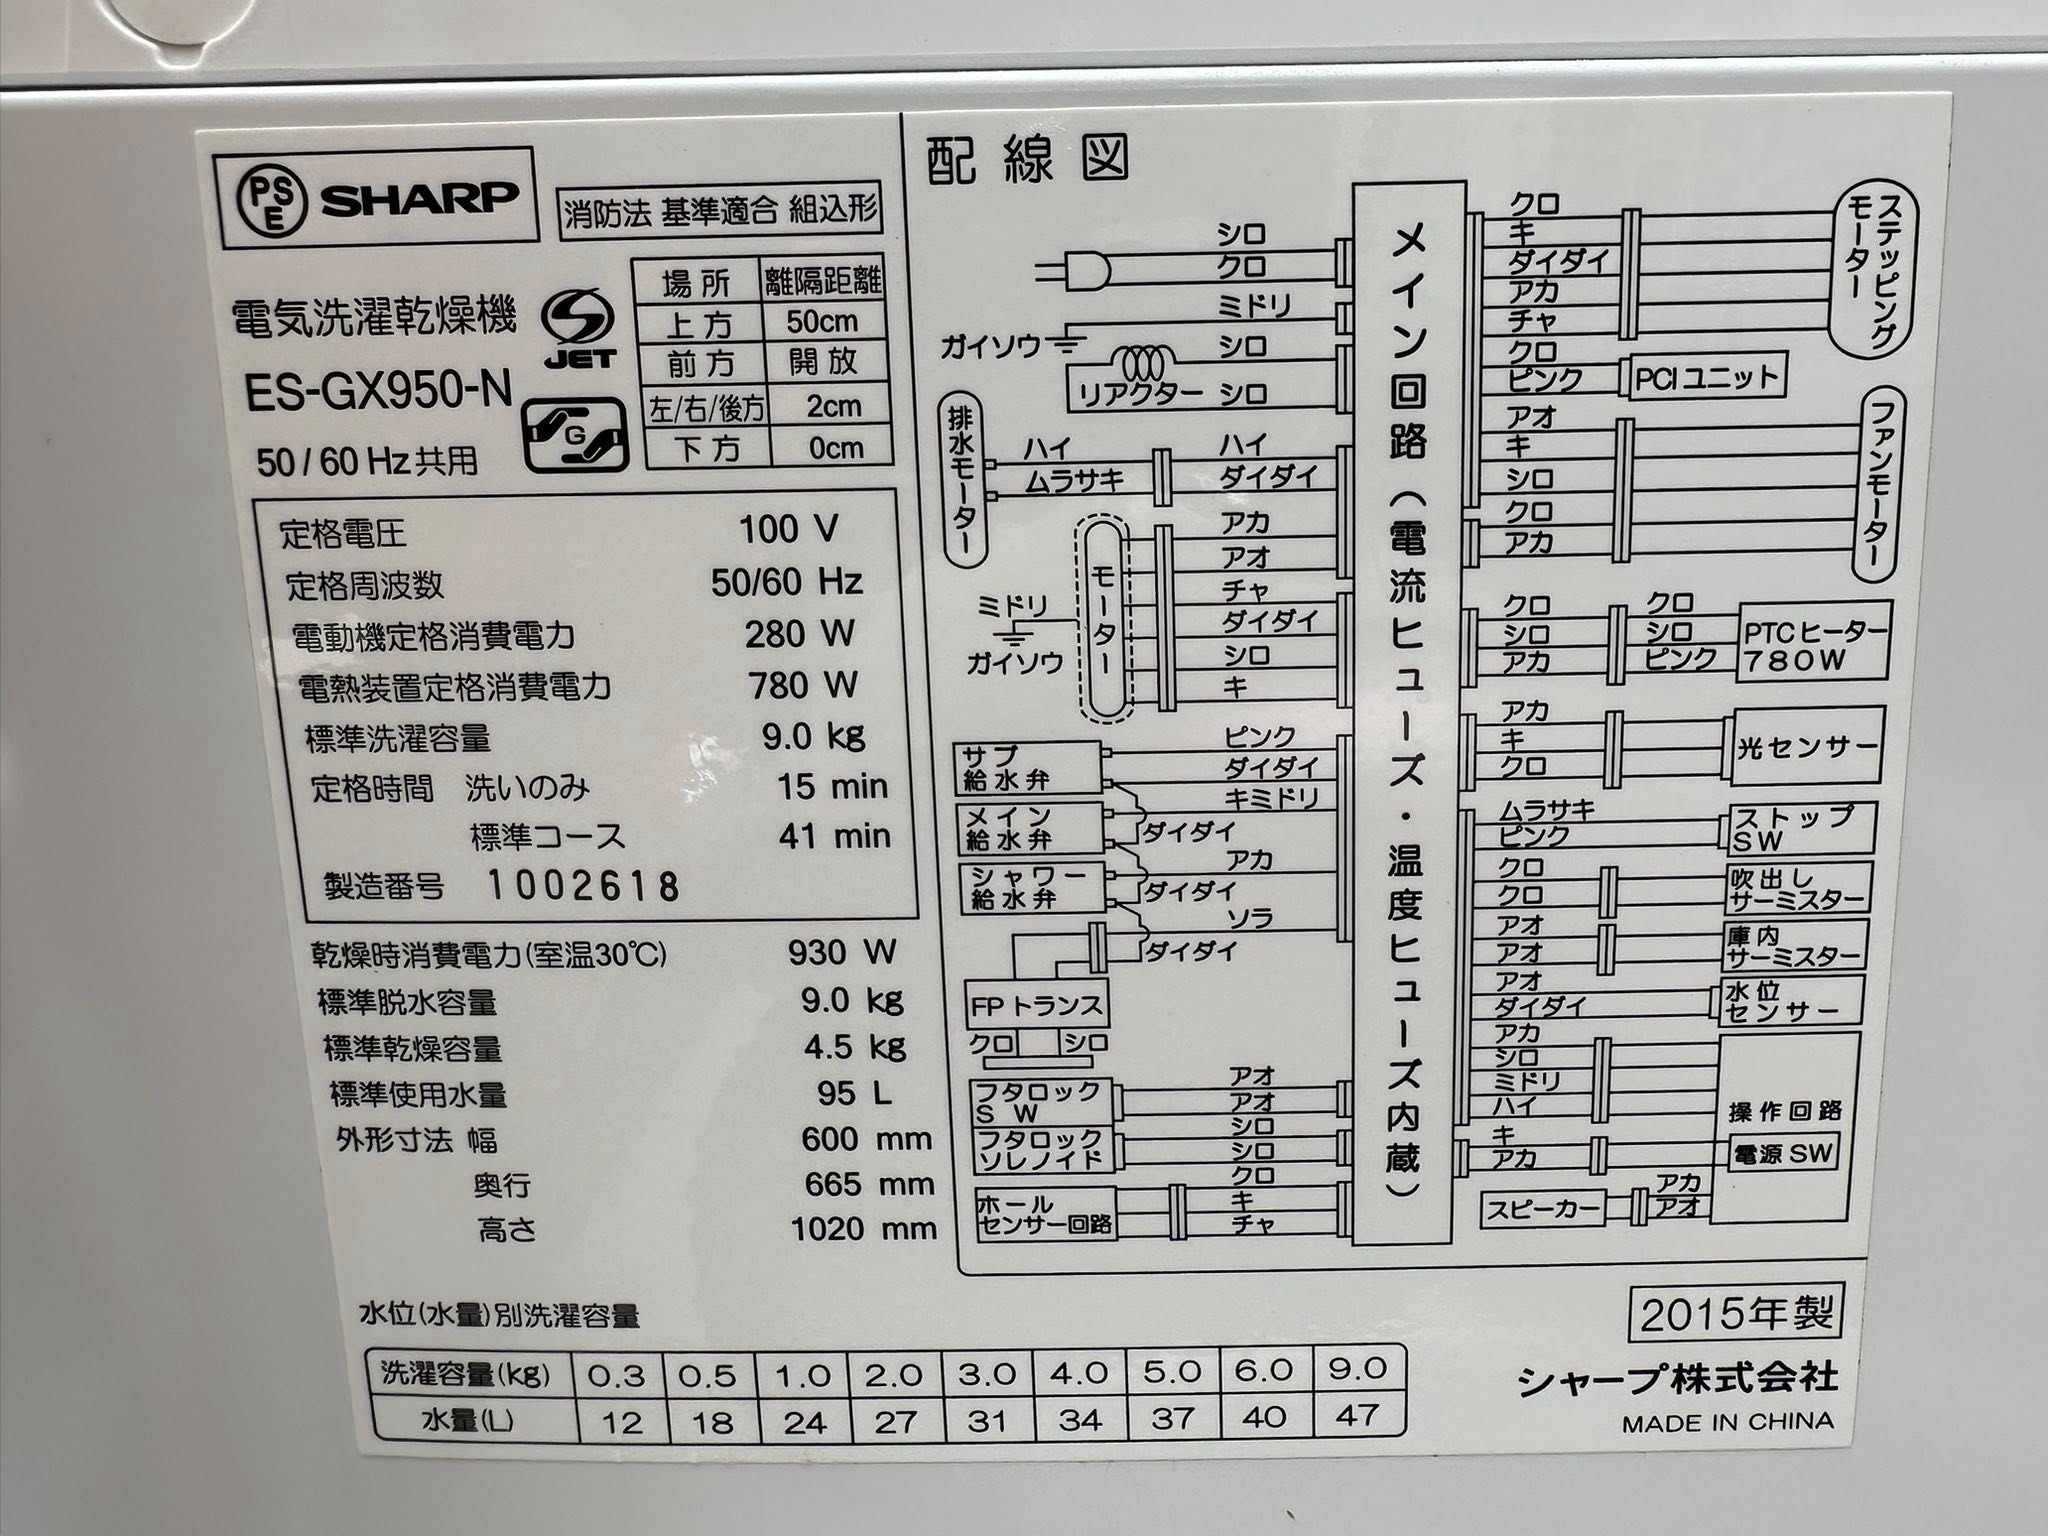 PSE SHARP
消防法 基準適合 組込形
電気洗濯乾燥機
JET
ES-GX950-N
G
50/60Hz共用
場所 離隔距離
上方 50cm
前方 開放
左/右/後方 2cm
下方 0cm
定格電圧 100 V
定格周波数 50/60 Hz
電動機定格消費電力 280 W
電熱装置定格消費電力 780 W
標準洗濯容量 9.0 kg
定格時間 洗いのみ 15 min
標準コース 41 min
製造番号 1002618
乾燥時消費電力(室温30℃) 930 W
標準脱水容量 9.0 kg
標準乾燥容量 4.5 kg
標準使用水量 95 L
外形寸法 幅 600 mm
奥行 665 mm
高さ 1020 mm
配線図
シロ
クロ
ミドリ
ガイソウ
シロ
リアクター シロ
排水モーター
ハイ ハイ
ムラサキ ダイダイ
モーター
アカ
アオ
チャ
ミドリ
ダイダイ
ガイソウ
シロ
キ
サブ
給水弁
ピンク
ダイダイ
メイン
給水弁
キミドリ
ダイダイ
シャワー
給水弁
アカ
ダイダイ
ソラ
ダイダイ
FPトランス
クロ シロ
フタロック
SW
アオ
アオ
フタロック
ソレノイド
シロ
シロ
ホール
センサー回路
クロ
キ
チャ
メイン回路(電流ヒューズ・温度ヒューズ内蔵)
クロ
キ
ダイダイ
アカ
チャ
ステッピング
モーター
クロ
ピンク
PCIユニット
アオ
キ
シロ
クロ
アカ
ファンモーター
クロ クロ
シロ シロ
アカ ピンク
PTCヒーター
780W
アカ
キ
クロ
光センサー
ムラサキ
ピンク
ストップ
SW
クロ
クロ
吹出し
サーミスター
アオ
アオ
庫内
サーミスター
アオ
ダイダイ
水位
センサー
アカ
シロ
ミドリ
ハイ
操作回路
キ
アカ
電源SW
スピーカー
アカ
アオ
水位(水量)別洗濯容量
洗濯容量(kg) 0.3 0.5 1.0 2.0 3.0 4.0 5.0 6.0 9.0
水量(L) 12 18 24 27 31 34 37 40 47
2015年製
シャープ株式会社
MADE IN CHINA